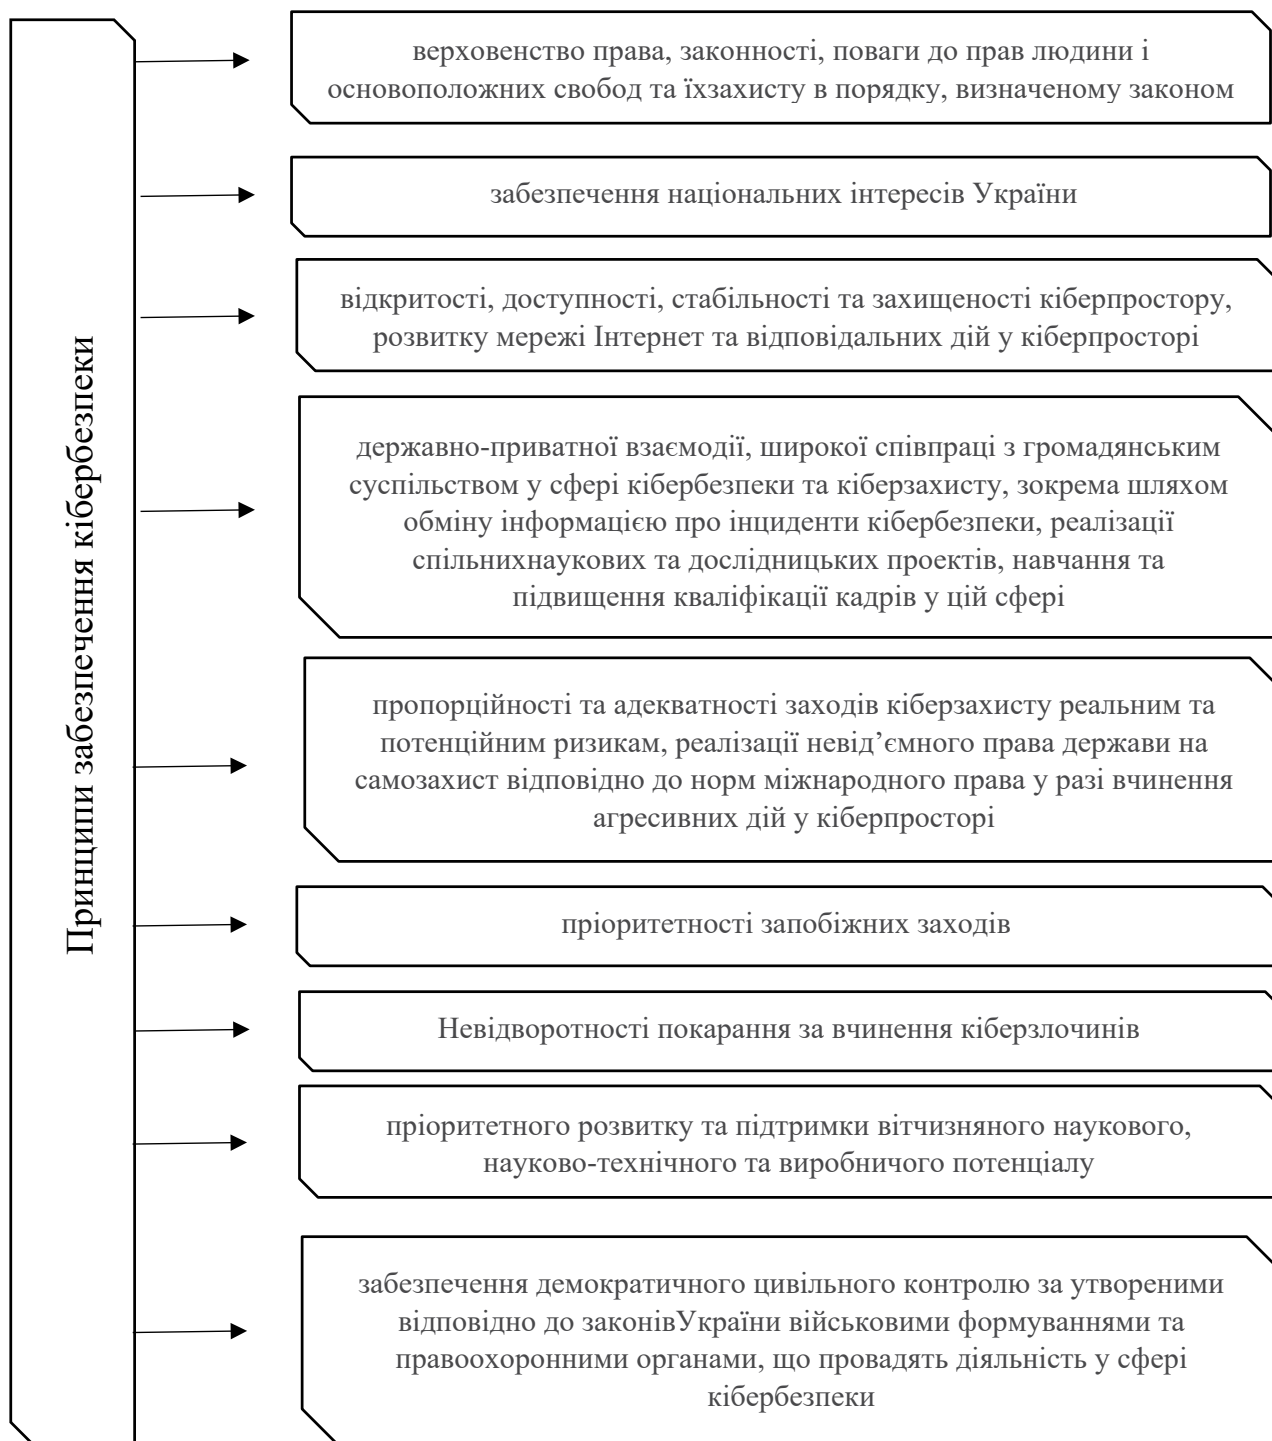 Принципи забезпечення кібербезпеки
верховенство права, законності, поваги до прав людини і
основоположних свобод та їхзахисту в порядку, визначеному законом
забезпечення національних інтересів України
відкритості, доступності, стабільності та захищеності кіберпростору,
розвитку мережі Інтернет та відповідальних дій у кіберпросторі
державно-приватної взаємодії, широкої співпраці з громадянським
суспільством у сфері кібербезпеки та кіберзахисту, зокрема шляхом
обміну інформацією про інциденти кібербезпеки, реалізації
спільнихнаукових та дослідницьких проектів, навчання та
підвищення кваліфікації кадрів у цій сфері
пропорційності та адекватності заходів кіберзахисту реальним та
потенційним ризикам, реалізації невід’ємного права держави на
самозахист відповідно до норм міжнародного права у разі вчинення
агресивних дій у кіберпросторі
пріоритетності запобіжних заходів
Невідворотності покарання за вчинення кіберзлочинів
пріоритетного розвитку та підтримки вітчизняного наукового,
науково-технічного та виробничого потенціалу
забезпечення демократичного цивільного контролю за утвореними
відповідно до законівУкраїни військовими формуваннями та
правоохоронними органами, що провадять діяльність у сфері
кібербезпеки